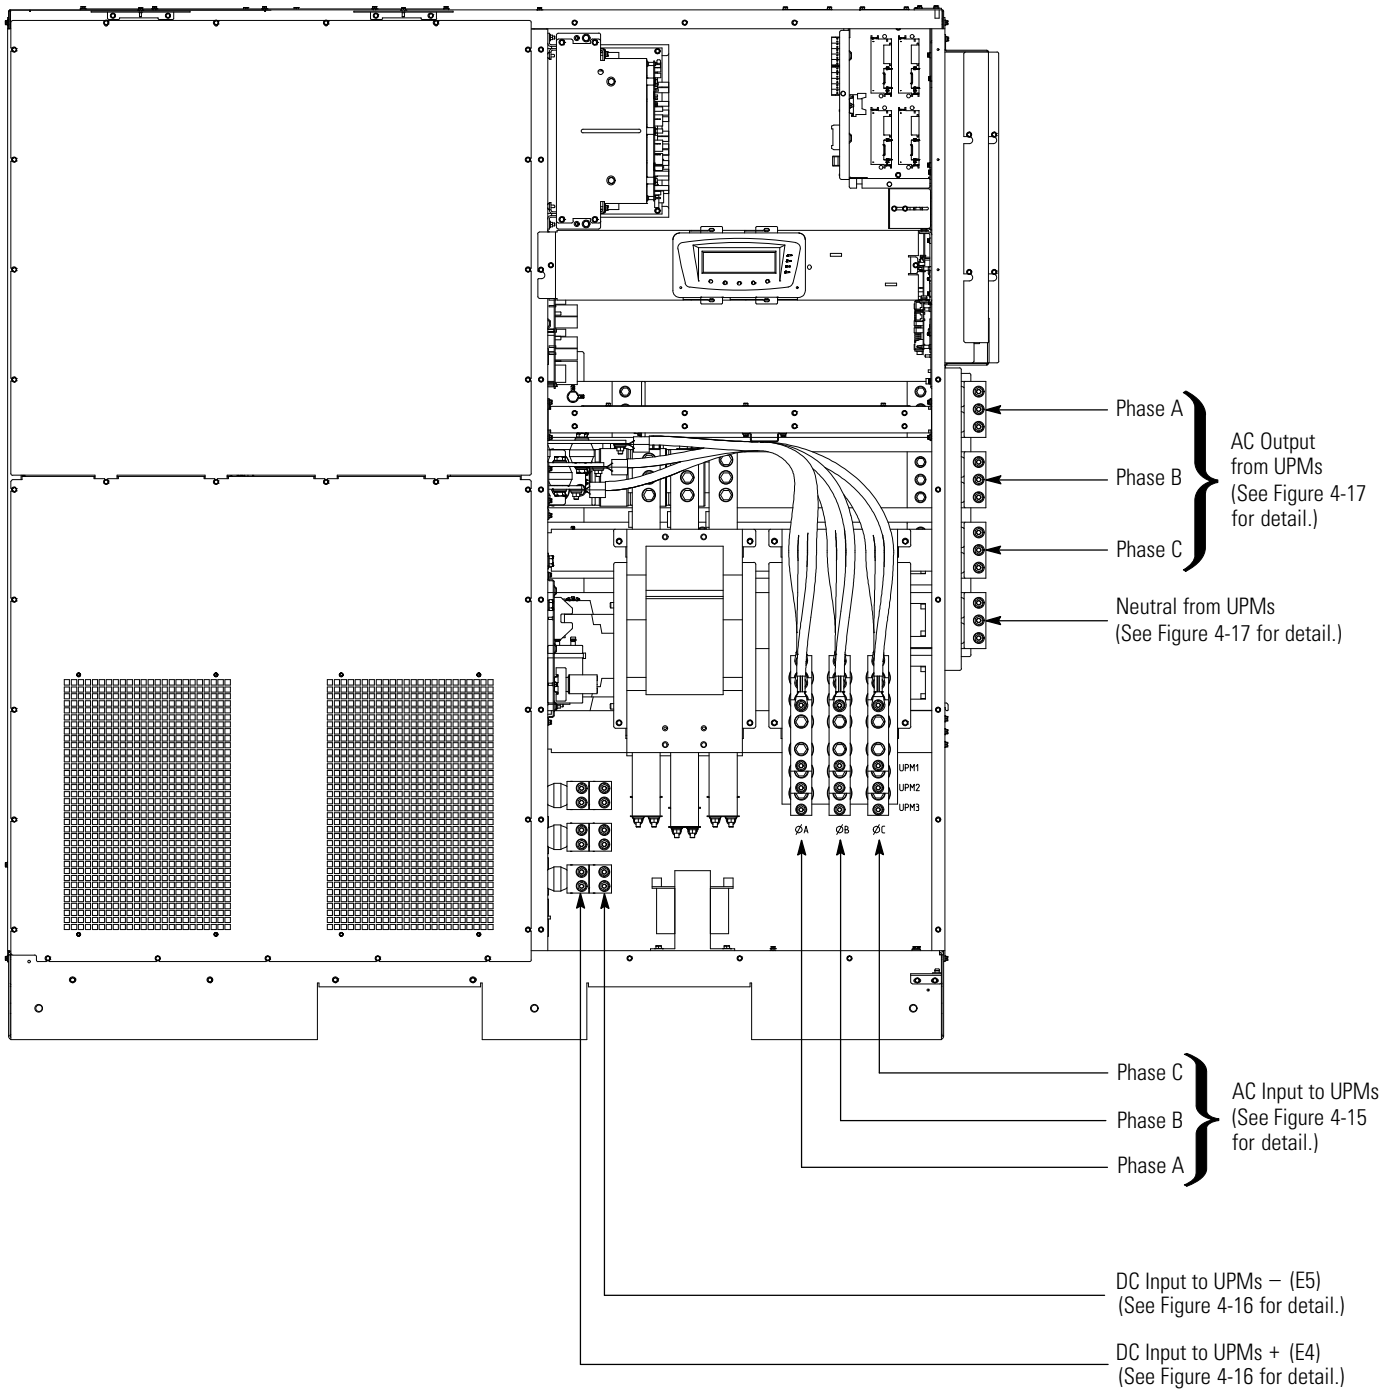 Phase A
Phase B
Phase C
AC Output
from UPMs
(See Figure 4-17
for detail.)
Neutral from UPMs
(See Figure 4-17 for detail.)
UPM1
UPM2
UPM3
ØA
ØB
ØC
Phase C
Phase B
Phase A
AC Input to UPMs
(See Figure 4-15
for detail.)
DC Input to UPMs – (E5)
(See Figure 4-16 for detail.)
DC Input to UPMs + (E4)
(See Figure 4-16 for detail.)